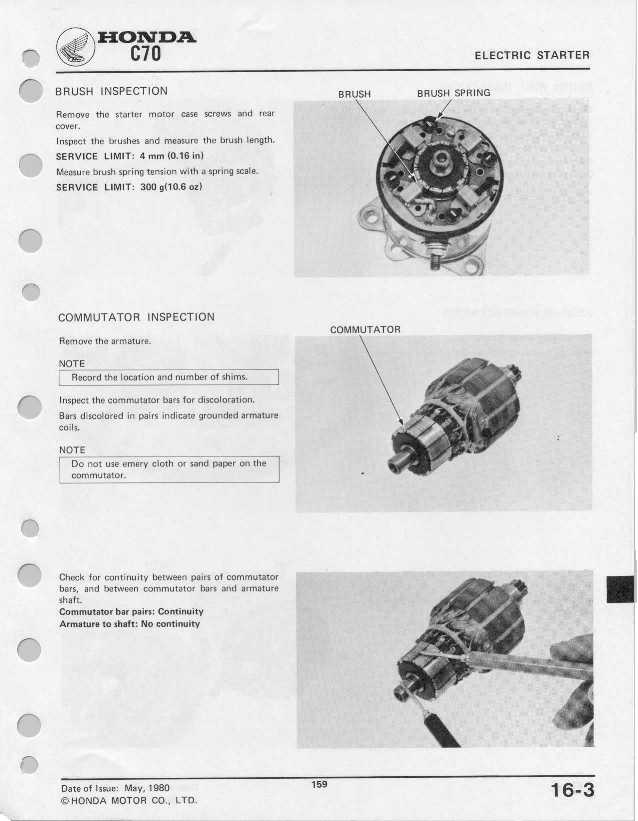 HONDA
C70
ELECTRIC STARTER
BRUSH INSPECTION
Remove the starter motor case screws and rear
cover.
Inspect the brushes and measure the brush length.
SERVICE LIMIT: 4 mm (0.16 in)
Measure brush spring tension with a spring scale.
SERVICE LIMIT: 300 g(10.6 oz)
BRUSH
BRUSH SPRING
COMMUTATOR INSPECTION
Remove the armature.
NOTE
Record the location and number of shims.
Inspect the commutator bars for discoloration.
Bars discolored in pairs indicate grounded armature
coils.
NOTE
Do not use emery cloth or sand paper on the
commutator.
COMMUTATOR
Check for continuity between pairs of commutator
bars, and between commutator bars and armature
shaft.
Commutator bar pairs: Continuity
Armature to shaft: No continuity
Date of Issue: May, 1980
© HONDA MOTOR CO., LTD.
159
16-3